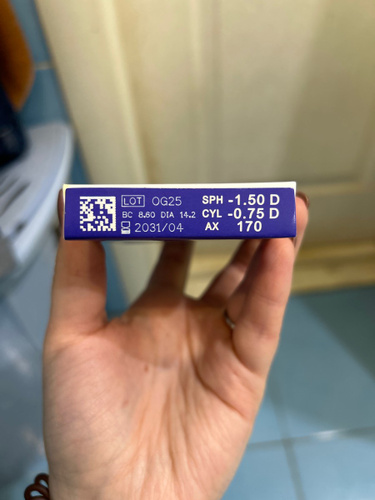 LOT OG25
BC 8.60 DIA 14.2
2031/04
SPH -1.50 D
CYL -0.75 D
AX 170